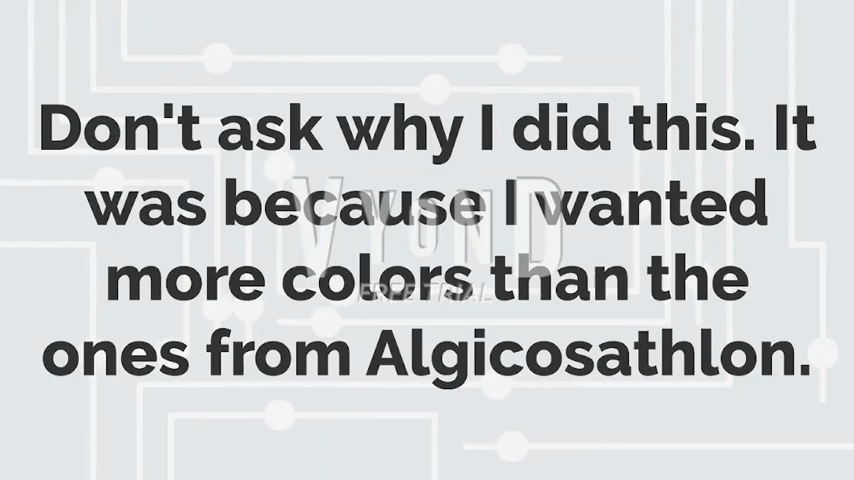 Don't ask why I did this. It
was because I wanted
more colors than the
ones from Algicosathlon.
VYOND
FREE TRIAL